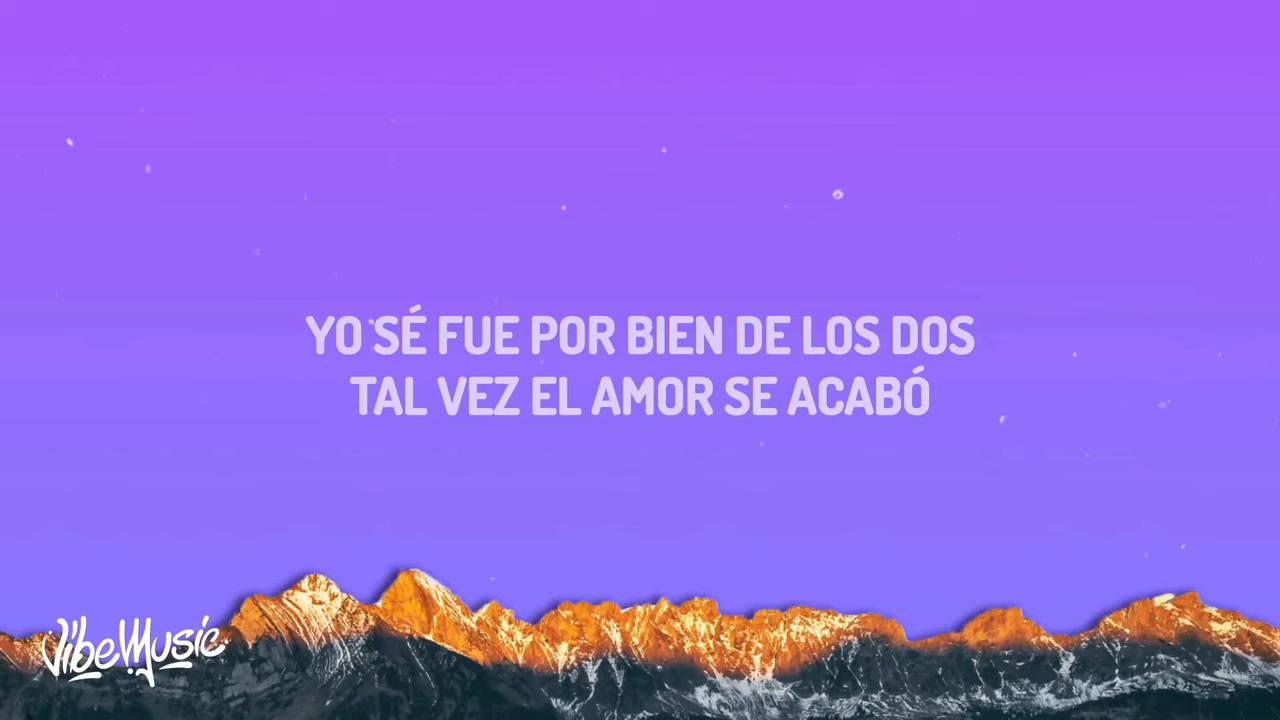 YO SÉ FUE POR BIEN DE LOS DOS
TAL VEZ EL AMOR SE ACABÓ
VibeMusic